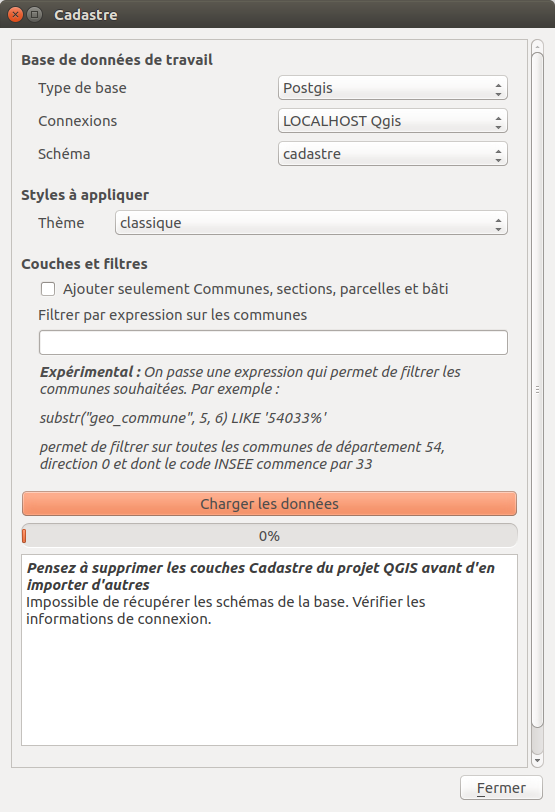 Cadastre
Base de données de travail
Type de base
Postgis
Connexions
LOCALHOST Qgis
Schéma
cadastre
Styles à appliquer
Thème
classique
Couches et filtres
Ajouter seulement Communes, sections, parcelles et bâti
Filtrer par expression sur les communes
Expérimental : On passe une expression qui permet de filtrer les
communes souhaitées. Par exemple :
substr("geo_commune", 5, 6) LIKE '54033%'
permet de filtrer sur toutes les communes de département 54,
direction 0 et dont le code INSEE commence par 33
Charger les données
0%
Pensez à supprimer les couches Cadastre du projet QGIS avant d'en
importer d'autres
Impossible de récupérer les schémas de la base. Vérifier les
informations de connexion.
Fermer